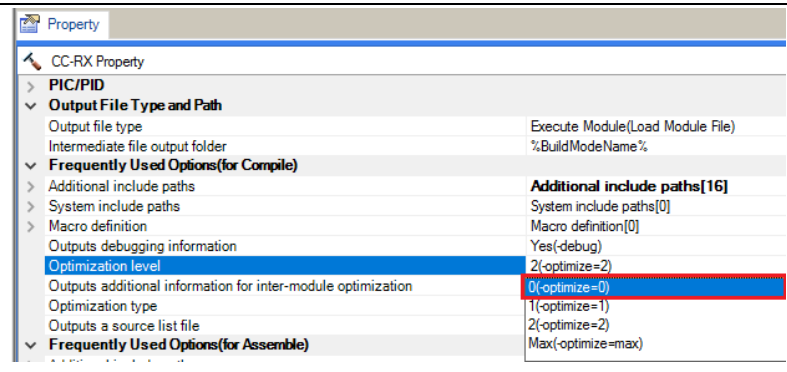 Property
CC-RX Property
PIC/PID
Output File Type and Path
Output file type Execute Module(Load Module File)
Intermediate file output folder %BuildModeName%
Frequently Used Options(for Compile)
Additional include paths Additional include paths[16]
System include paths System include paths[0]
Macro definition Macro definition[0]
Outputs debugging information Yes(-debug)
Optimization level 2(-optimize=2)
Outputs additional information for inter-module optimization 0(-optimize=0)
Optimization type 1(-optimize=1)
Outputs a source list file 2(-optimize=2)
Frequently Used Options(for Assemble) Max(-optimize=max)